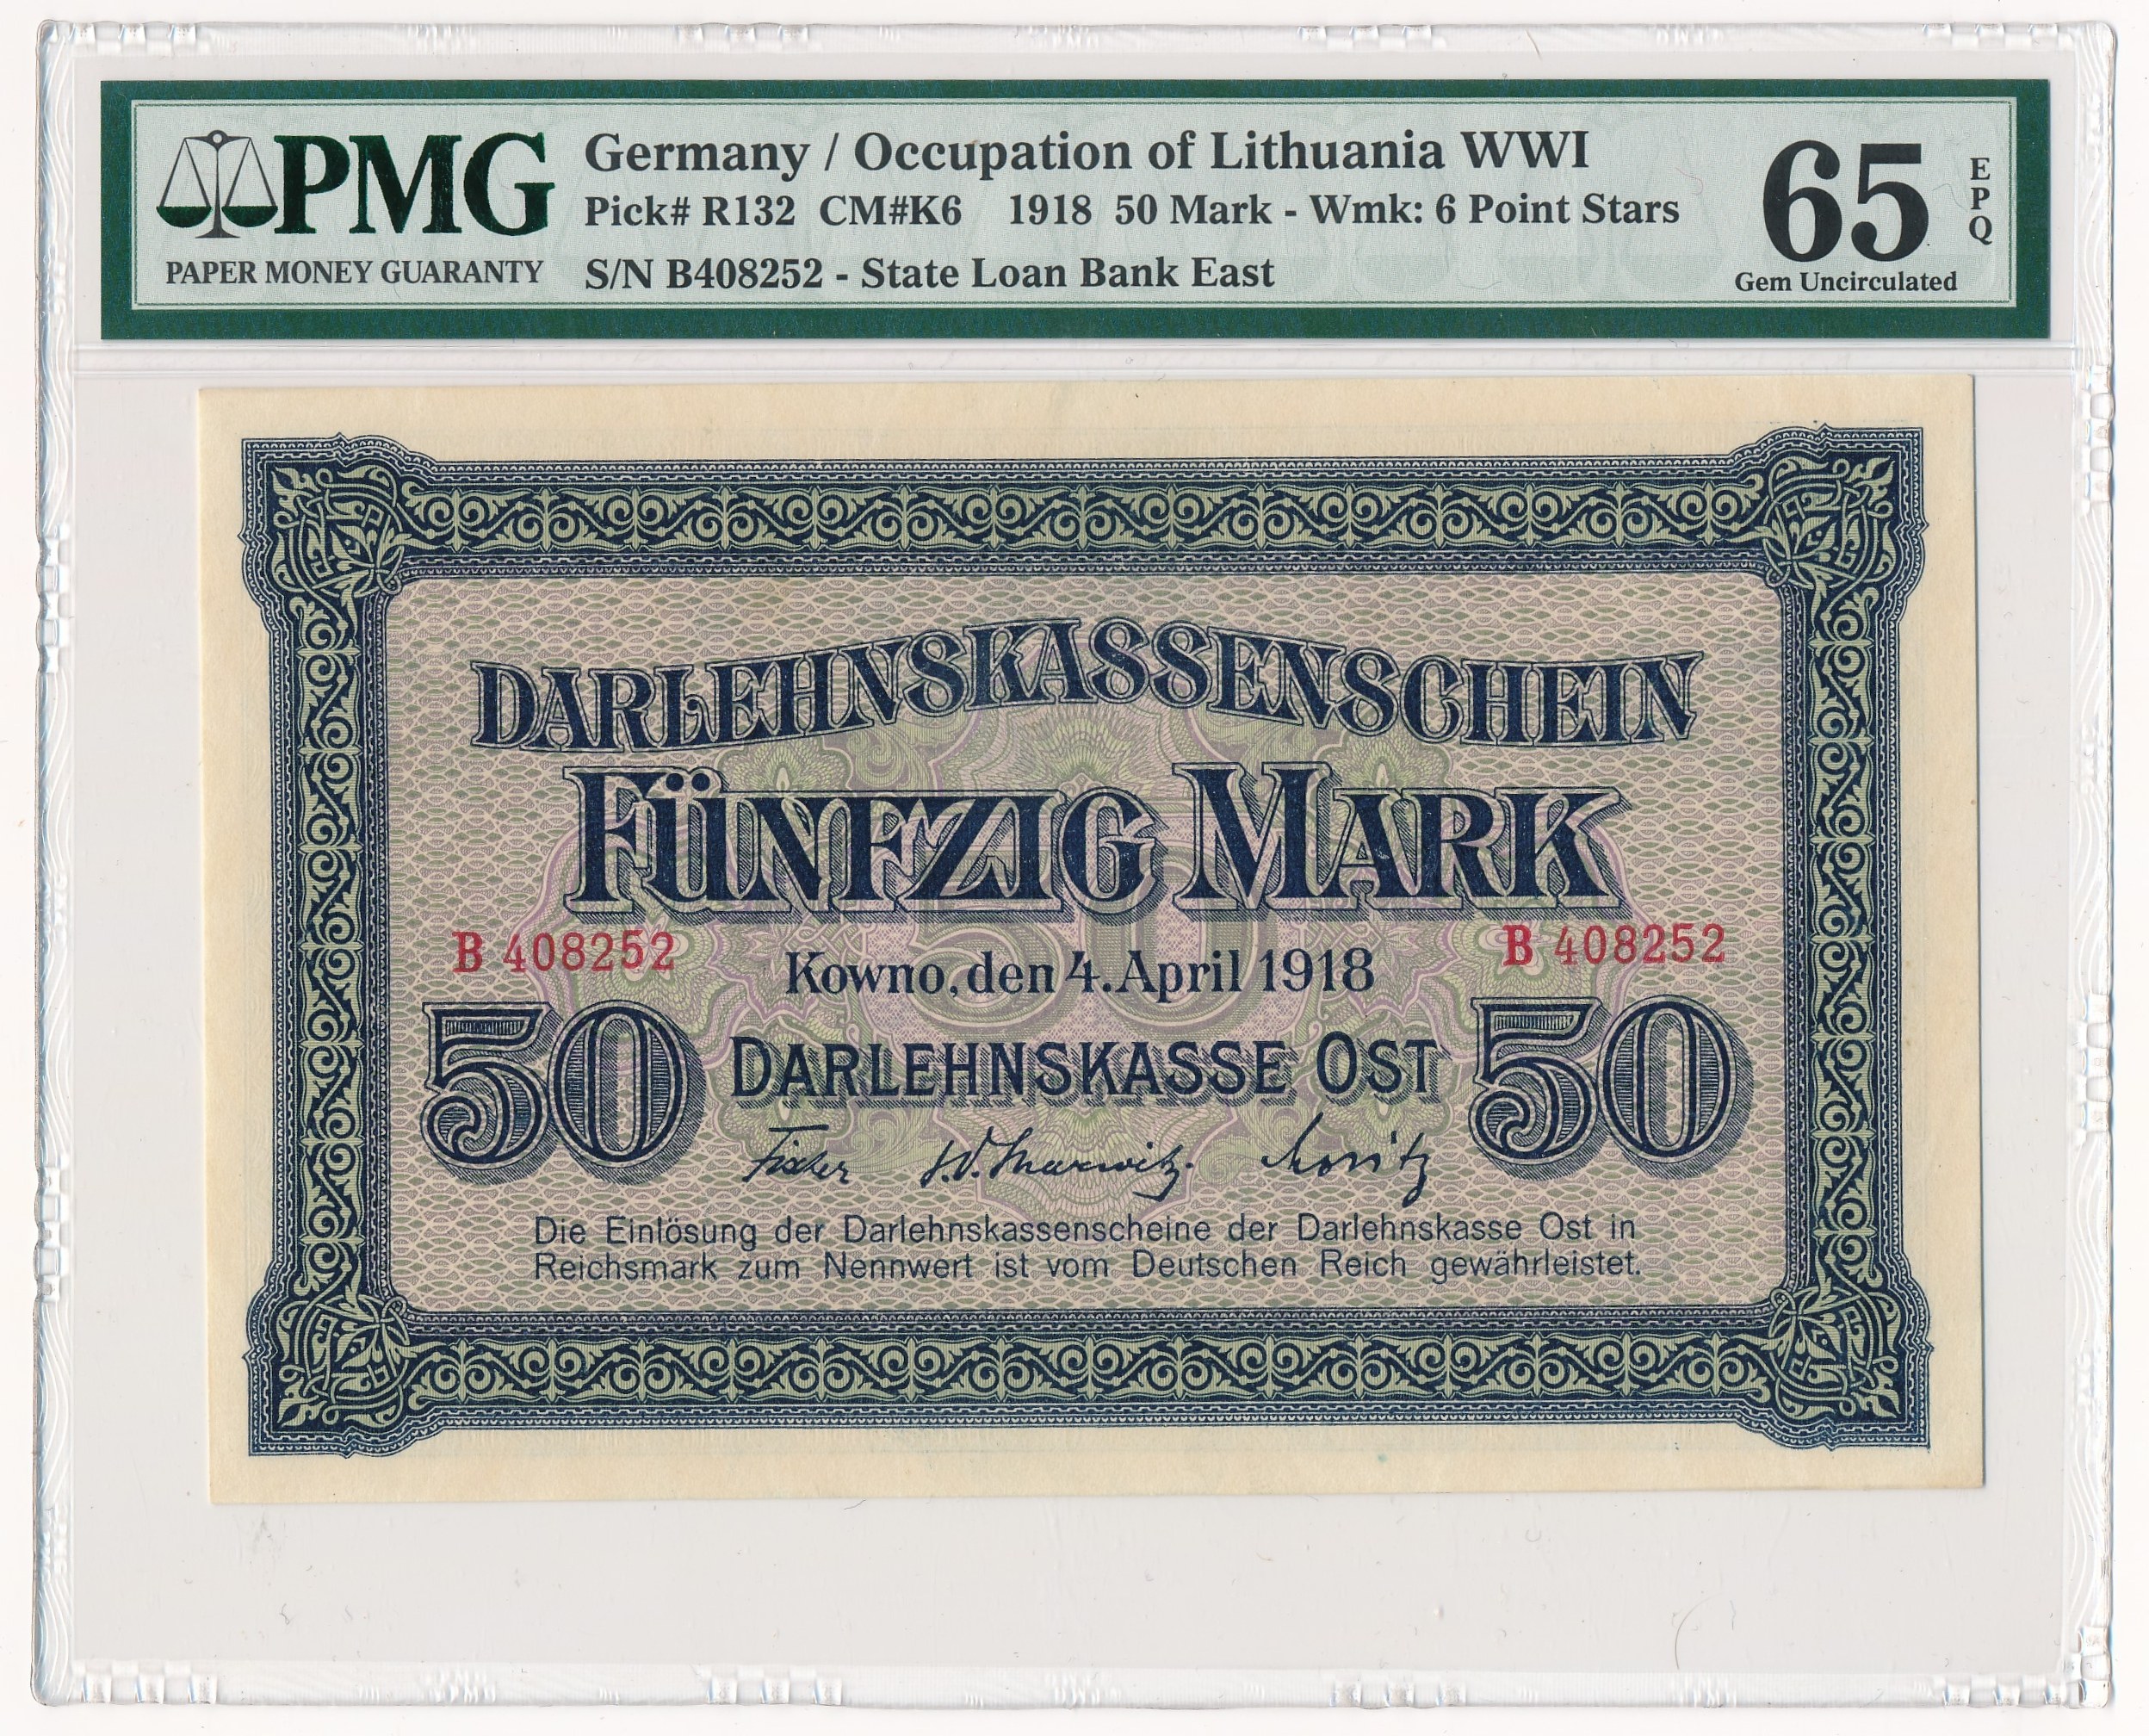 PMG
PAPER MONEY GUARANTY
Germany / Occupation of Lithuania WWI
Pick# R132 CM#K6 1918 50 Mark - Wmk: 6 Point Stars
S/N B408252 - State Loan Bank East
65
EPQ
Gem Uncirculated
DARLEHNSKASSENSCHEIN
FÜNFZIG MARK
B 408252
B 408252
Kowno, den 4. April 1918
50
DARLEHNSKASSE OST
50
Fischer
Moritz
Die Einlösung der Darlehnskassenscheine der Darlehnskasse Ost in
Reichsmark zum Nennwert ist vom Deutschen Reich gewährleistet.